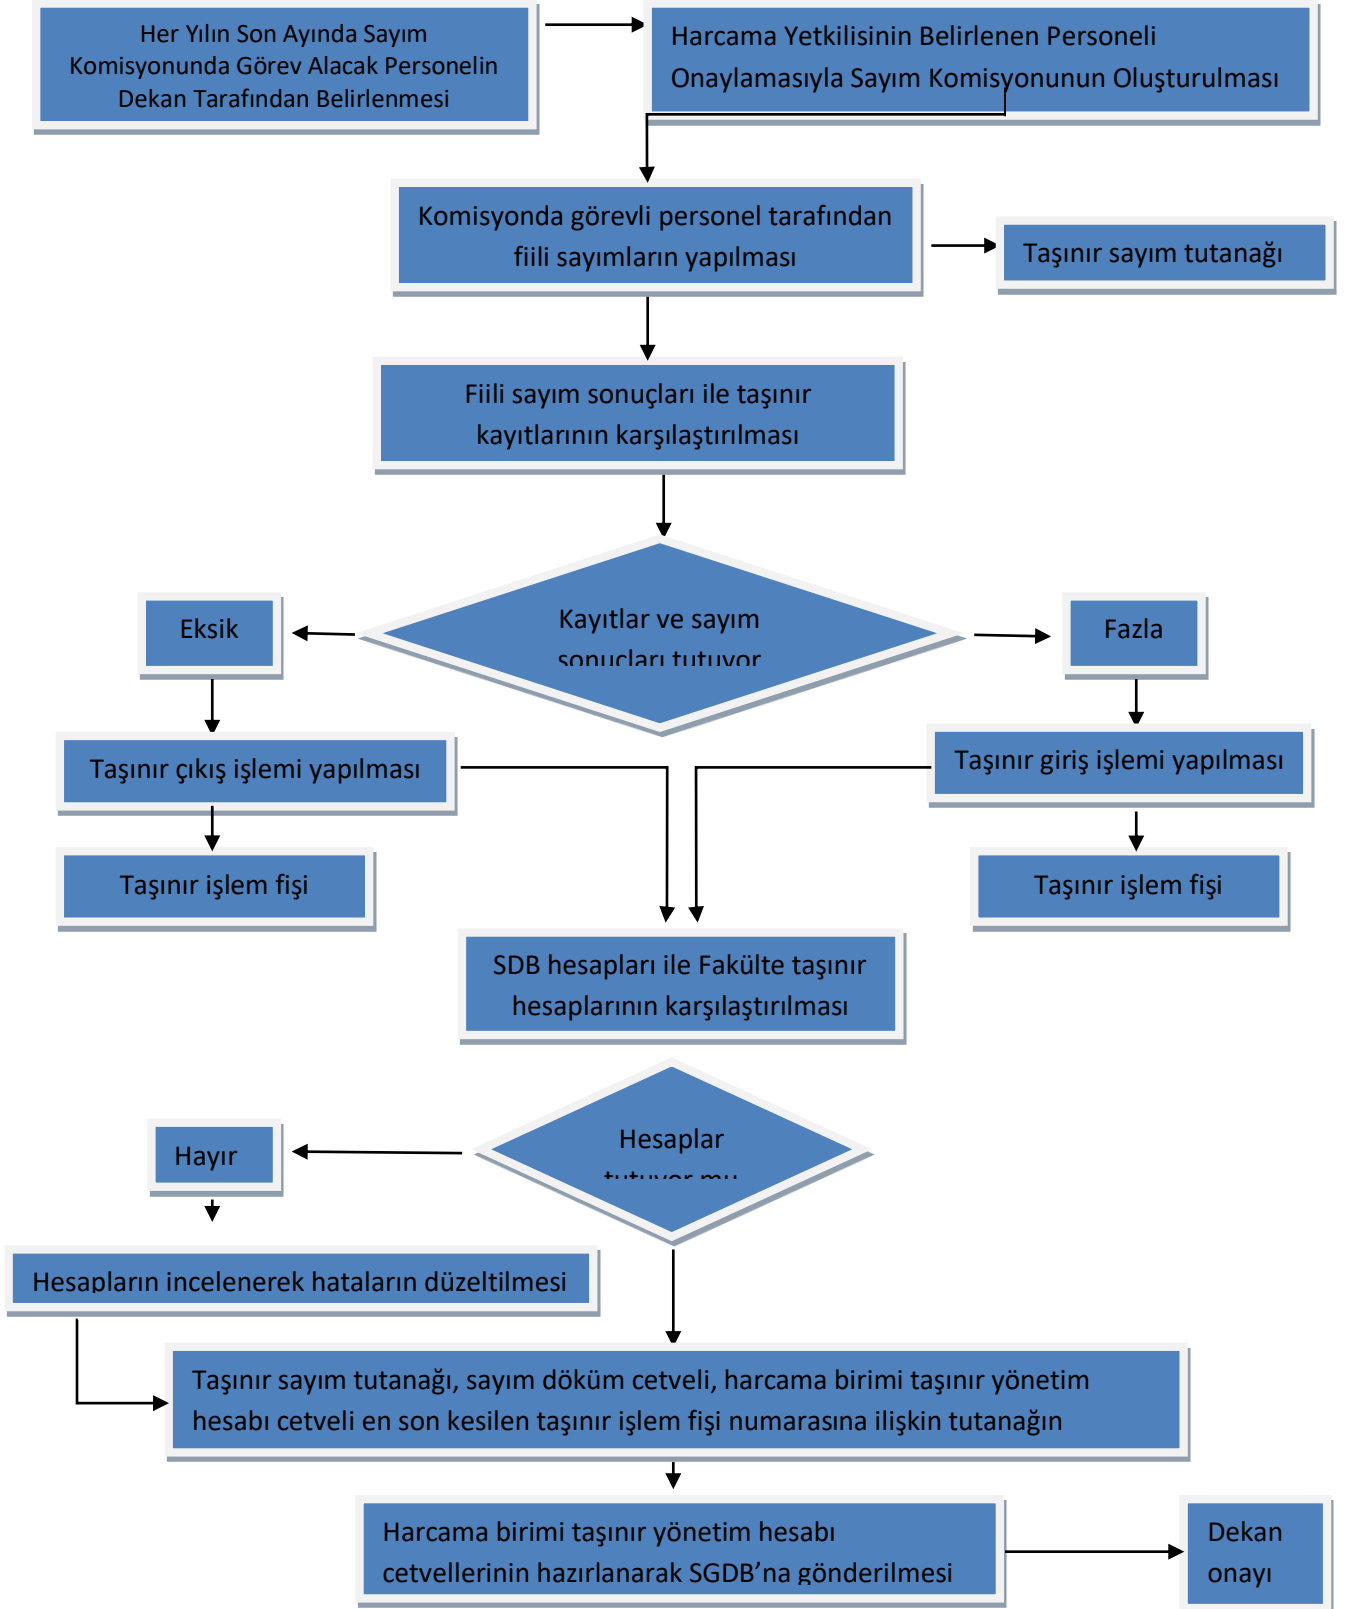 Her Yılın Son Ayında Sayım
Komisyonunda Görev Alacak Personelin
Dekan Tarafından Belirlenmesi
Harcama Yetkilisinin Belirlenen Personeli
Onaylamasıyla Sayım Komisyonunun Oluşturulması
Komisyonda görevli personel tarafından
fiili sayımların yapılması
Taşınır sayım tutanağı
Fiili sayım sonuçları ile taşınır
kayıtlarının karşılaştırılması
Eksik
Kayıtlar ve sayım
sonuçları tutuyor
Fazla
Taşınır çıkış işlemi yapılması
Taşınır giriş işlemi yapılması
Taşınır işlem fişi
Taşınır işlem fişi
SDB hesapları ile Fakülte taşınır
hesaplarının karşılaştırılması
Hayır
Hesaplar
tutuyor mu
Hesapların incelenerek hataların düzeltilmesi
Taşınır sayım tutanağı, sayım döküm cetveli, harcama birimi taşınır yönetim
hesabı cetveli en son kesilen taşınır işlem fişi numarasına ilişkin tutanağın
Harcama birimi taşınır yönetim hesabı
cetvellerinin hazırlanarak SGDB’na gönderilmesi
Dekan
onayı